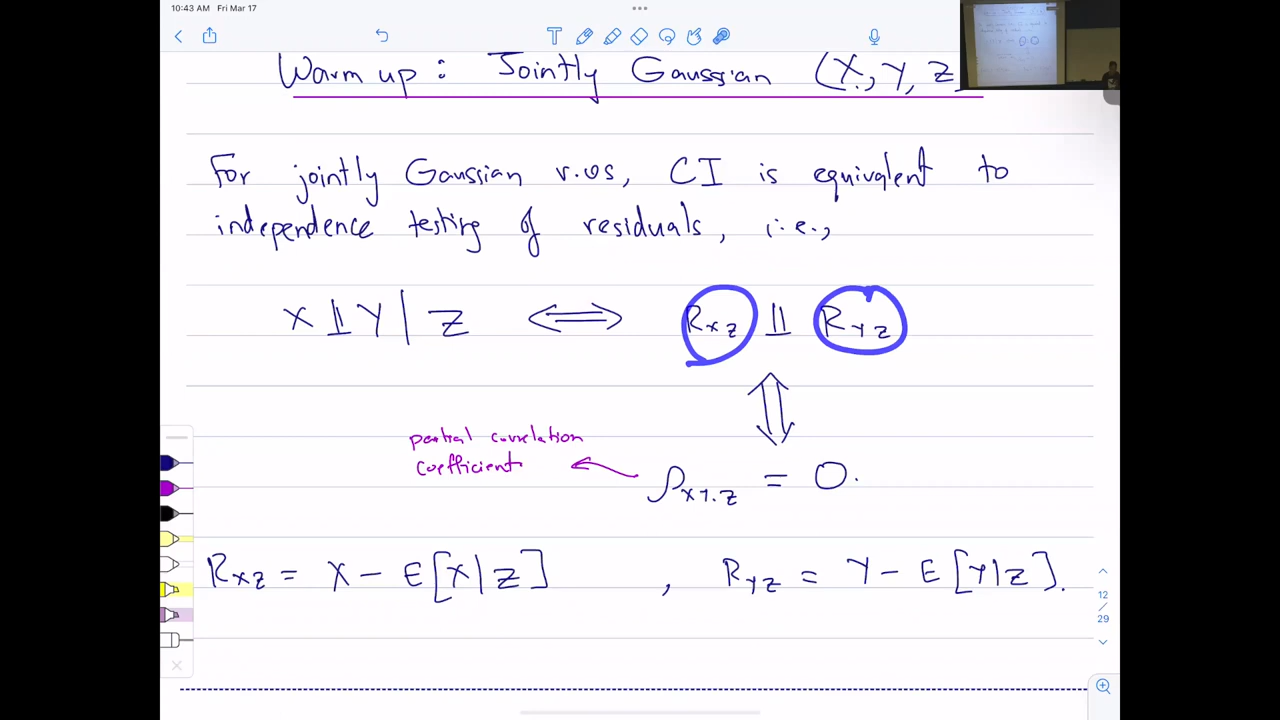 10:43 AM Fri Mar 17
Warm up: Jointly Gaussian (X, Y, Z
For jointly Gaussian r.vs, CI is equivalent to
independence testing of residuals, i.e.,
X ⫫ Y | Z ⟺ R_XZ ⫫ R_YZ
⇕
partial correlation
coefficient
ρ_XY.Z = 0.
R_XZ = X - E[X|Z] , R_YZ = Y - E[Y|Z].
12
/
29